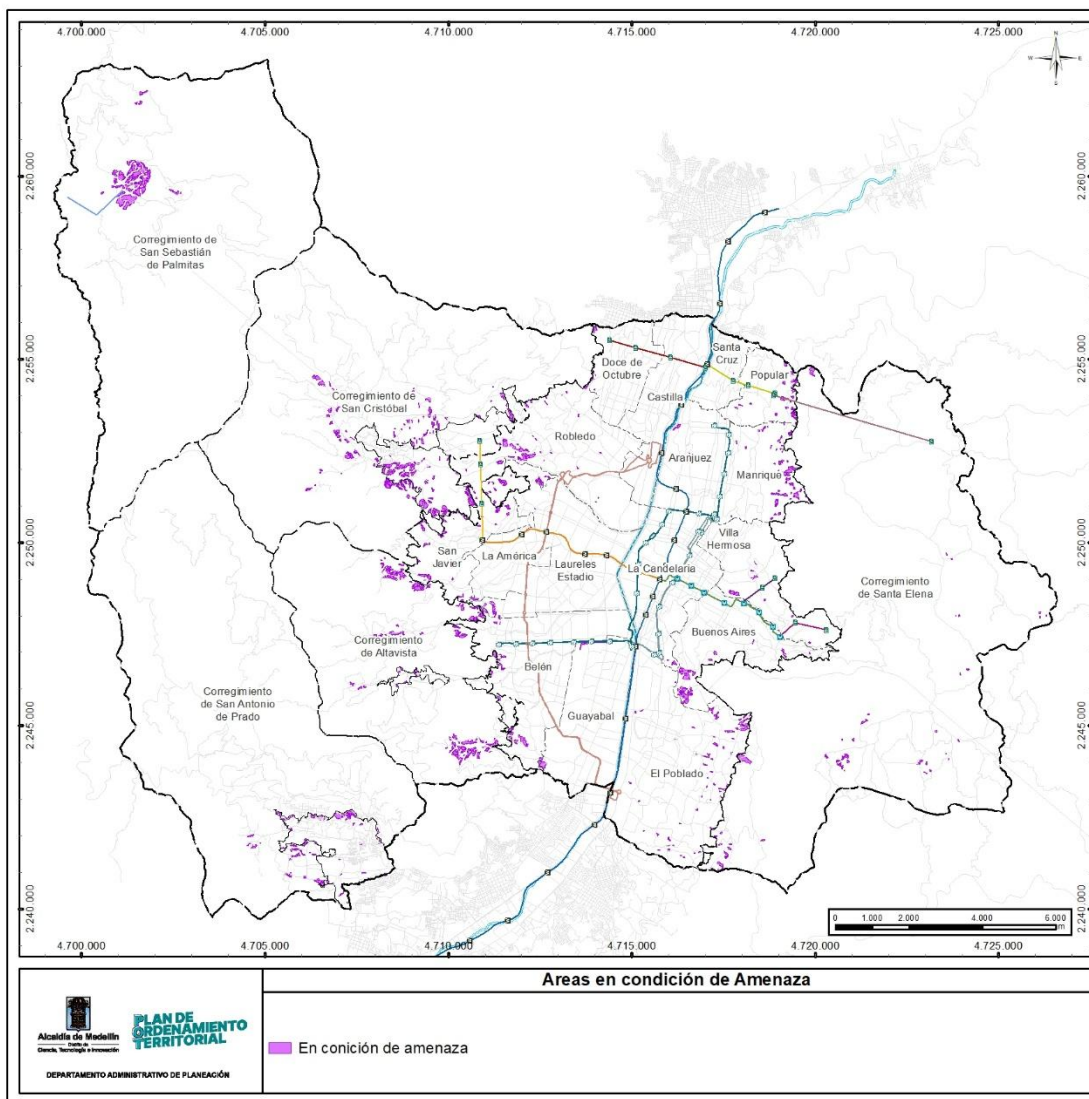 4.700.000
4.705.000
4.710.000
4.715.000
4.720.000
4.725.000
N
W
E
S
2.260.000
2.260.000
Corregimiento de
San Sebastián
de Palmitas
2.255.000
2.255.000
Santa
Cruz
Doce de
Octubre
Popular
Castilla
Corregimiento de
San Cristóbal
Robledo
Aranjuez
Manrique
2.250.000
2.250.000
Villa
Hermosa
San
Javier
La América
Laureles
Estadio
La Candelaria
Corregimiento
de Santa Elena
Buenos Aires
Corregimiento
de Altavista
Belén
Corregimiento
de San Antonio
de Prado
Guayabal
2.245.000
2.245.000
El Poblado
2.240.000
2.240.000
0
1.000
2.000
4.000
6.000
m
4.700.000
4.705.000
4.710.000
4.715.000
4.720.000
4.725.000
Areas en condición de Amenaza
Alcaldía de Medellín
Distrito de
Ciencia, Tecnología e Innovación
PLAN DE
ORDENAMIENTO
TERRITORIAL
DEPARTAMENTO ADMINISTRATIVO DE PLANEACIÓN
En conición de amenaza